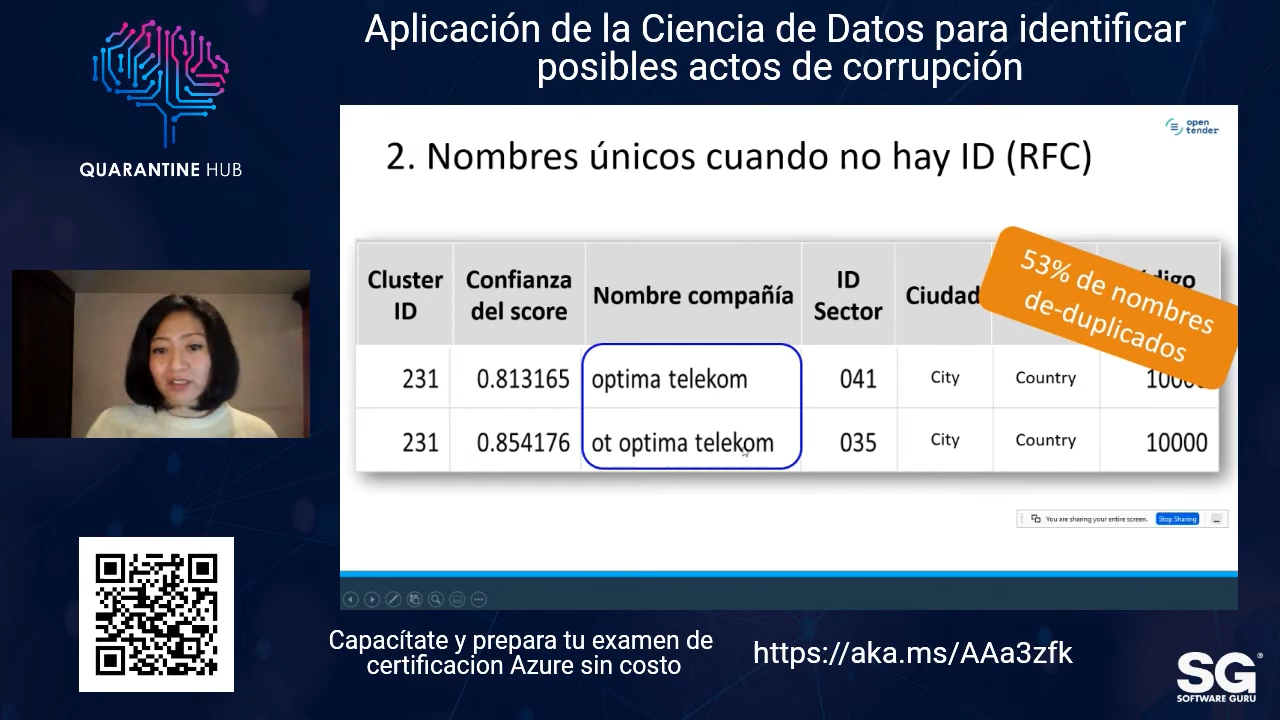 Aplicación de la Ciencia de Datos para identificar
posibles actos de corrupción
QUARANTINE HUB
open
tender
2. Nombres únicos cuando no hay ID (RFC)
Cluster
ID
Confianza
del score
Nombre compañía
ID
Sector
Ciudad
53% de nombres
de-duplicados
231
0.813165
optima telekom
041
City
Country
231
0.854176
ot optima telekom
035
City
Country
10000
You are sharing your entire screen.
Stop Sharing
Capacítate y prepara tu examen de
certificacion Azure sin costo
https://aka.ms/AAa3zfk
SG®
SOFTWARE GURU